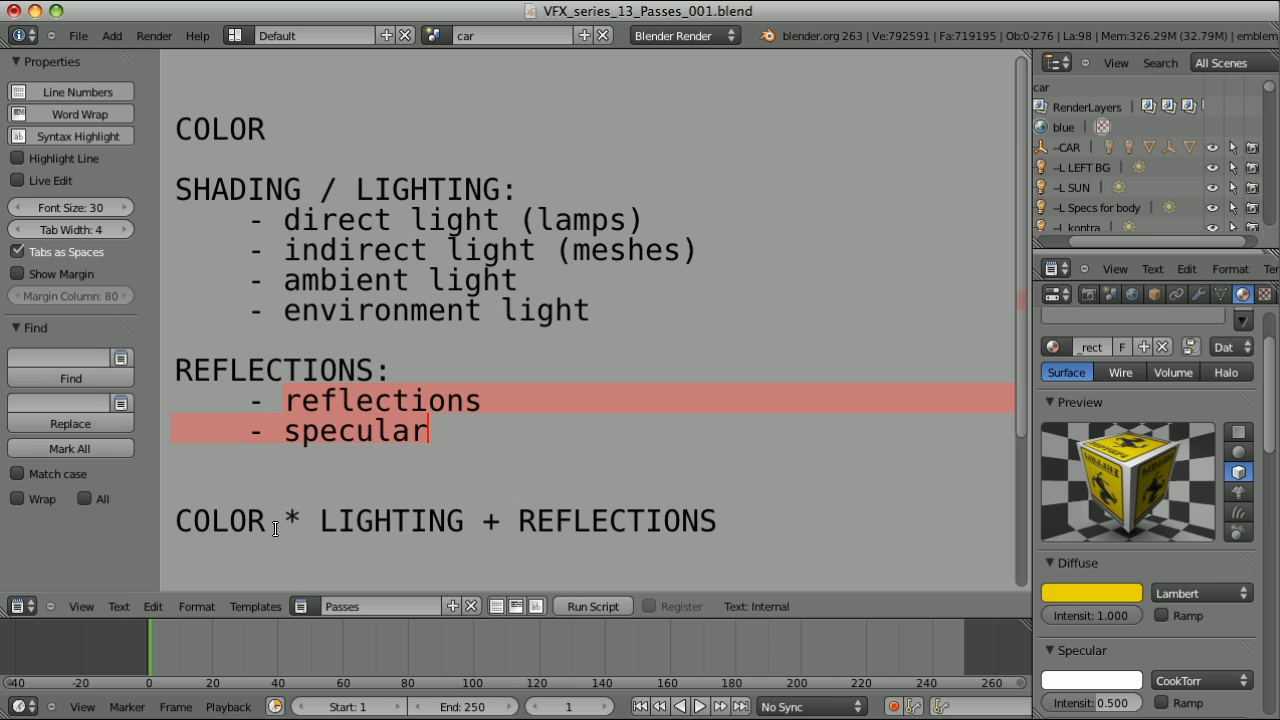 VFX_series_13_Passes_001.blend
File Add Render Help Default car Blender Render blender.org 263 | Ve:792591 | Fa:719195 | Ob:0-276 | La:98 | Mem:326.29M (32.79M) | emblem
Properties
Line Numbers
Word Wrap
Syntax Highlight
Highlight Line
Live Edit
Font Size: 30
Tab Width: 4
Tabs as Spaces
Show Margin
Margin Column: 80
Find
Find
Replace
Mark All
Match case
Wrap All
COLOR
SHADING / LIGHTING:
- direct light (lamps)
- indirect light (meshes)
- ambient light
- environment light
REFLECTIONS:
- reflections
- specular
COLOR * LIGHTING + REFLECTIONS
View Text Edit Format Templates Passes Run Script Register Text: Internal
-40 -20 0 20 40 60 80 100 120 140 160 180 200 220 240 260
View Marker Frame Playback Start: 1 End: 250 1 No Sync
View Search All Scenes
car
RenderLayers |
blue |
CAR |
L LEFT BG |
L SUN |
L Specs for body |
L kontra |
View Text Edit Format
_rect F Dat
Surface Wire Volume Halo
Preview
Diffuse
Lambert
Intensit: 1.000 Ramp
Specular
CookTorr
Intensit: 0.500 Ramp